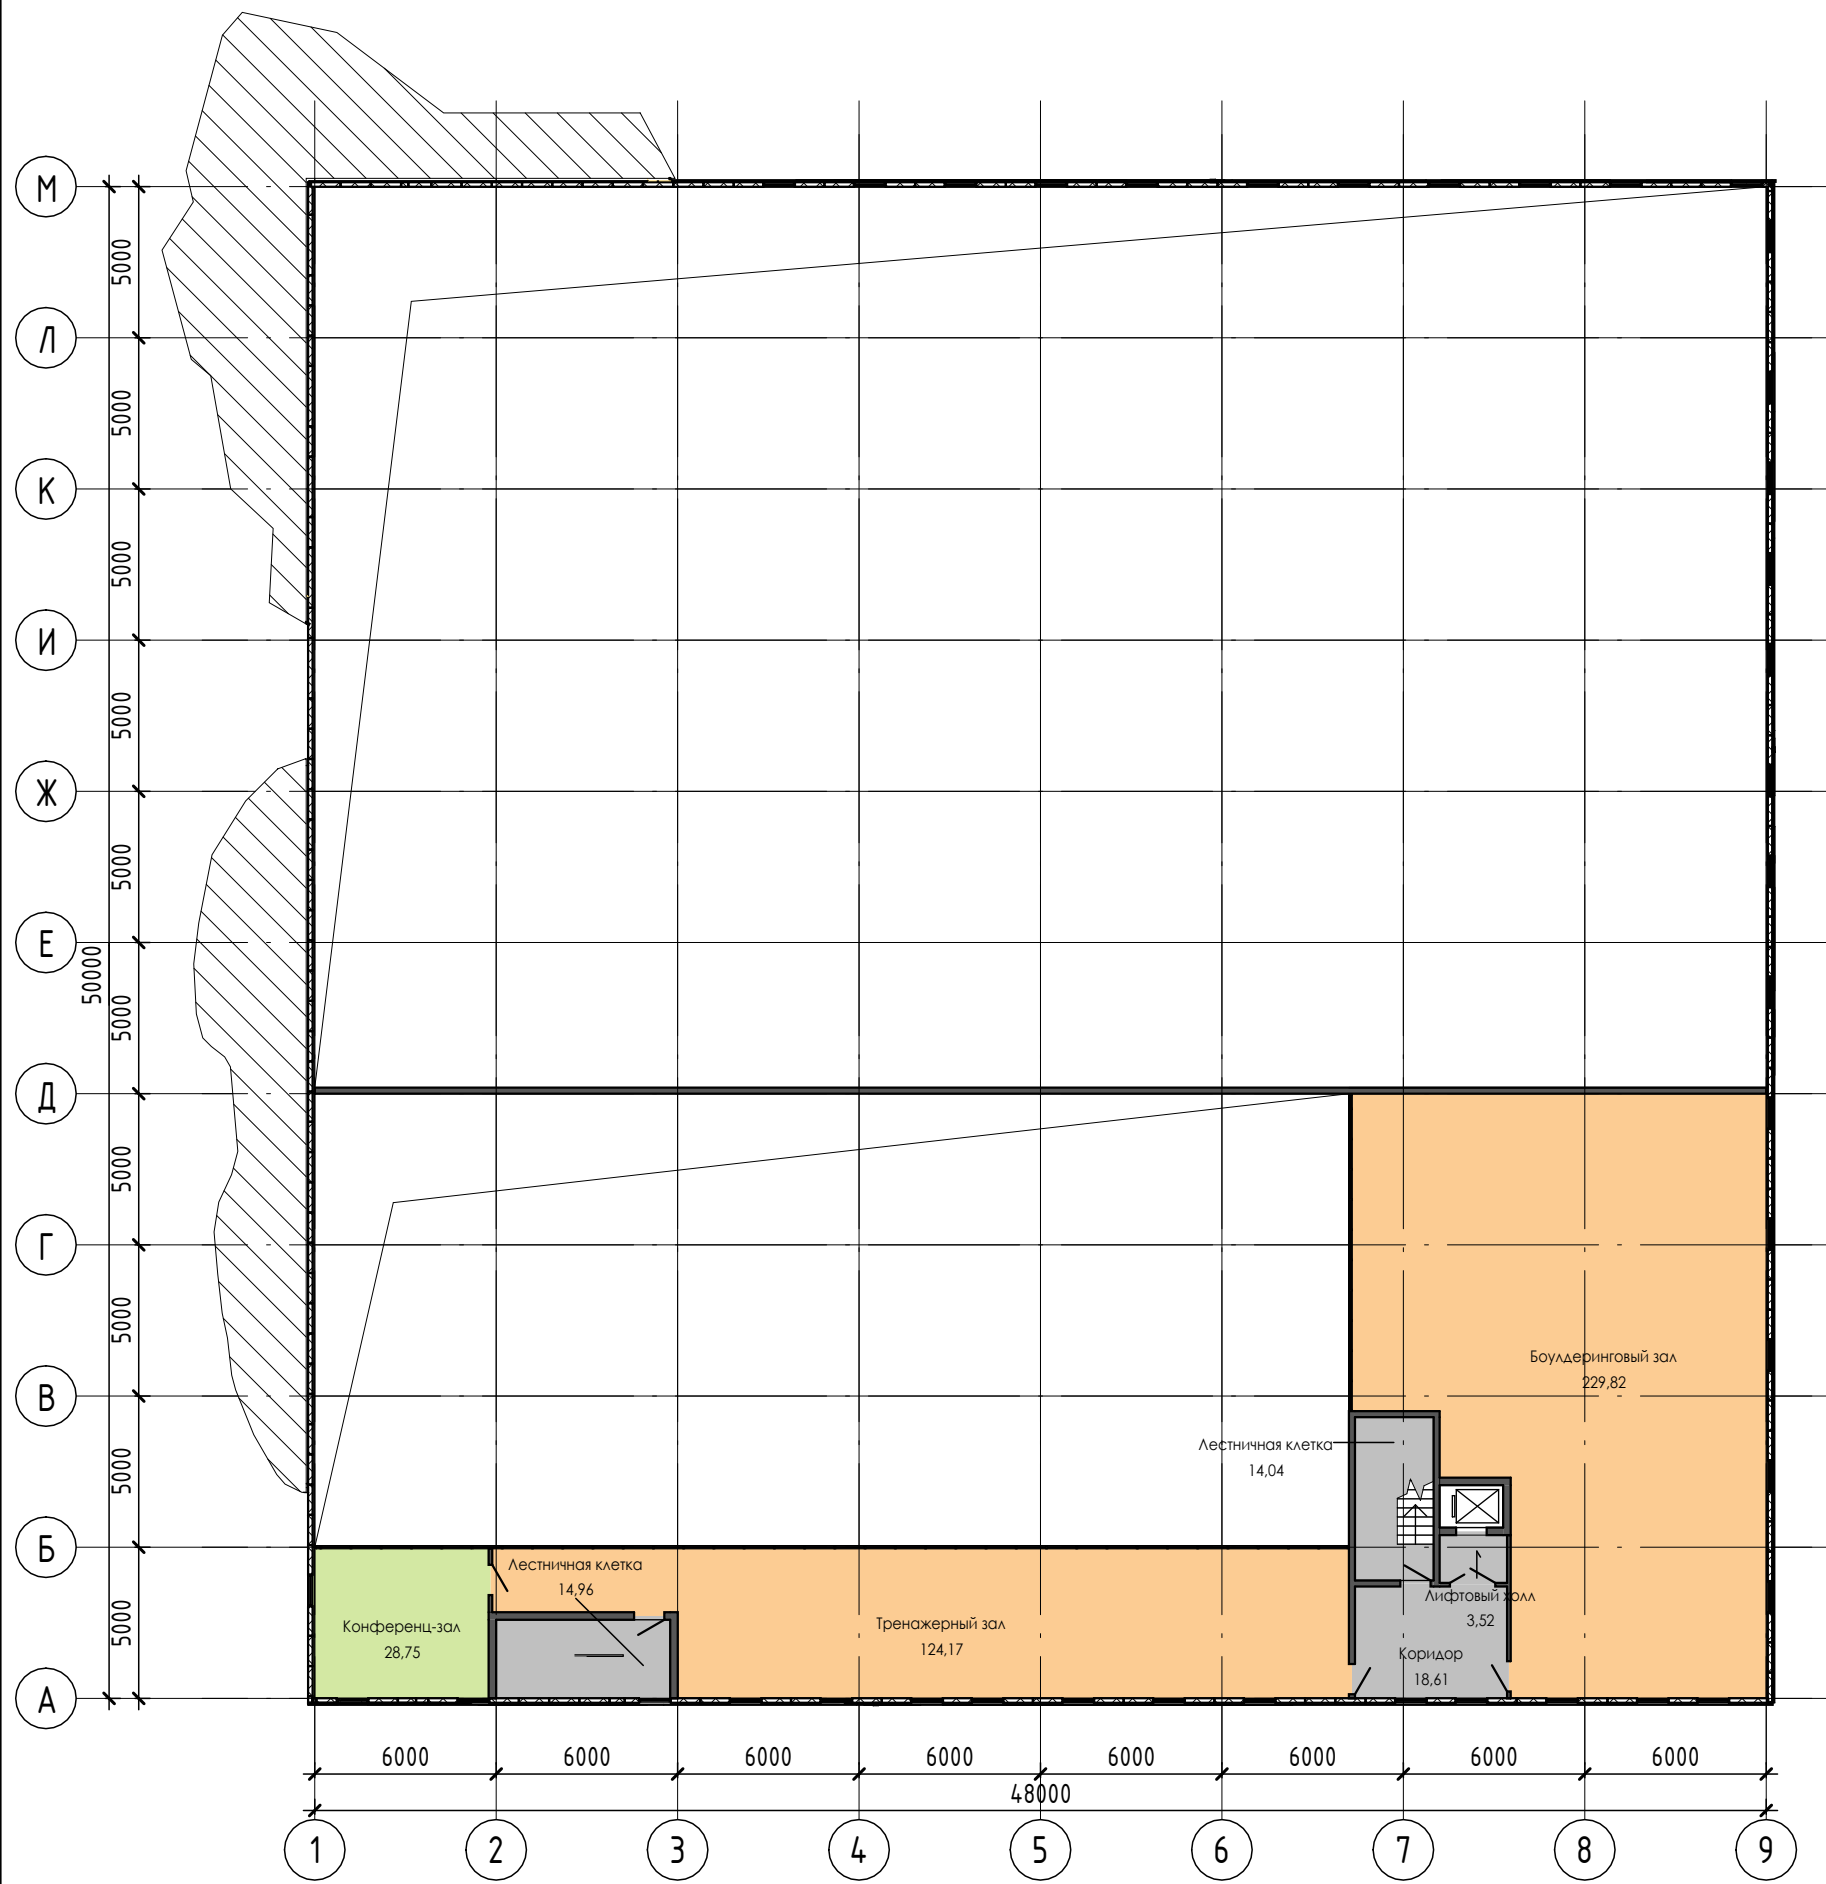 М
5000
Л
5000
К
5000
И
5000
Ж
5000
Е
50000
5000
Д
5000
Г
5000
В
5000
Б
5000
А
Боулдеринговый зал
229,82
Лестничная клетка
14,04
Лестничная клетка
14,96
Конференц-зал
28,75
Тренажерный зал
124,17
Лифтовый холл
3,52
Коридор
18,61
6000 6000 6000 6000 6000 6000 6000 6000
48000
1 2 3 4 5 6 7 8 9